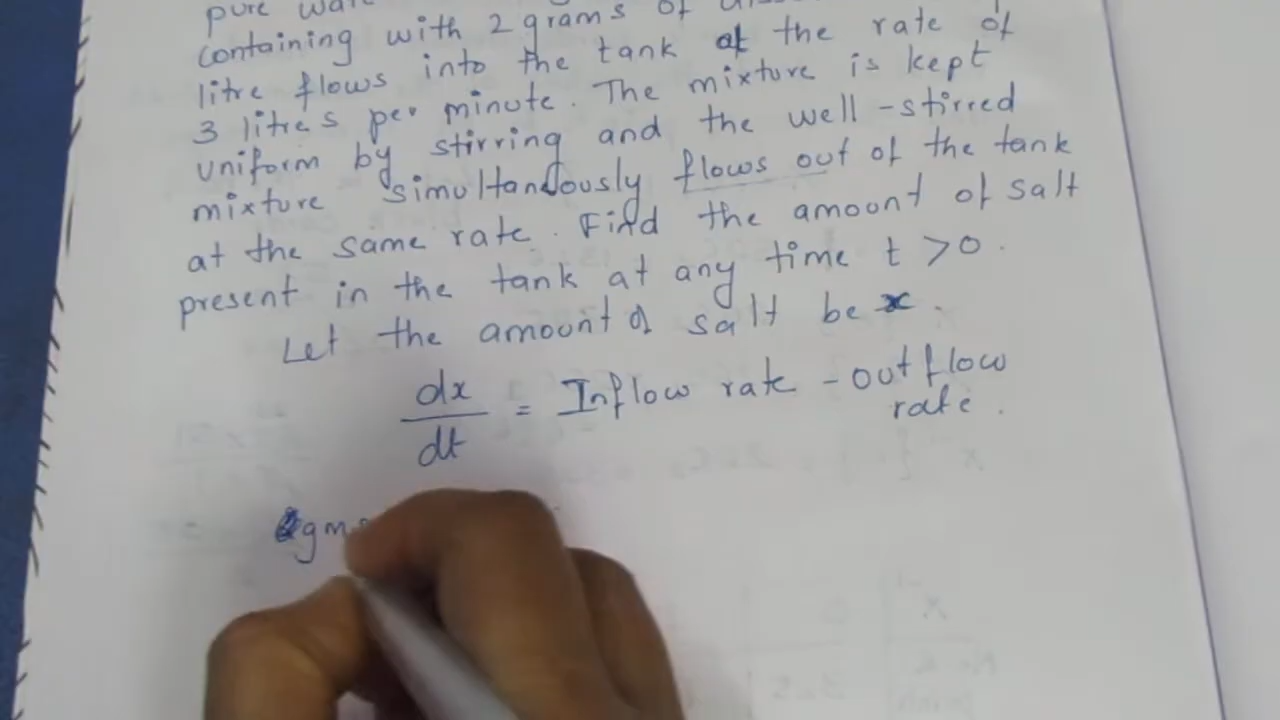 pure
containing with 2 grams of
litre flows into the tank at the rate of
3 litres per minute. The mixture is kept
uniform by stirring and the well-stirred
mixture simultandously flows out of the tank
at the same rate. Find the amount of salt
present in the tank at any time t > 0.
Let the amount of salt be x.
dx/dt = Inflow rate - outflow rate.
2gms